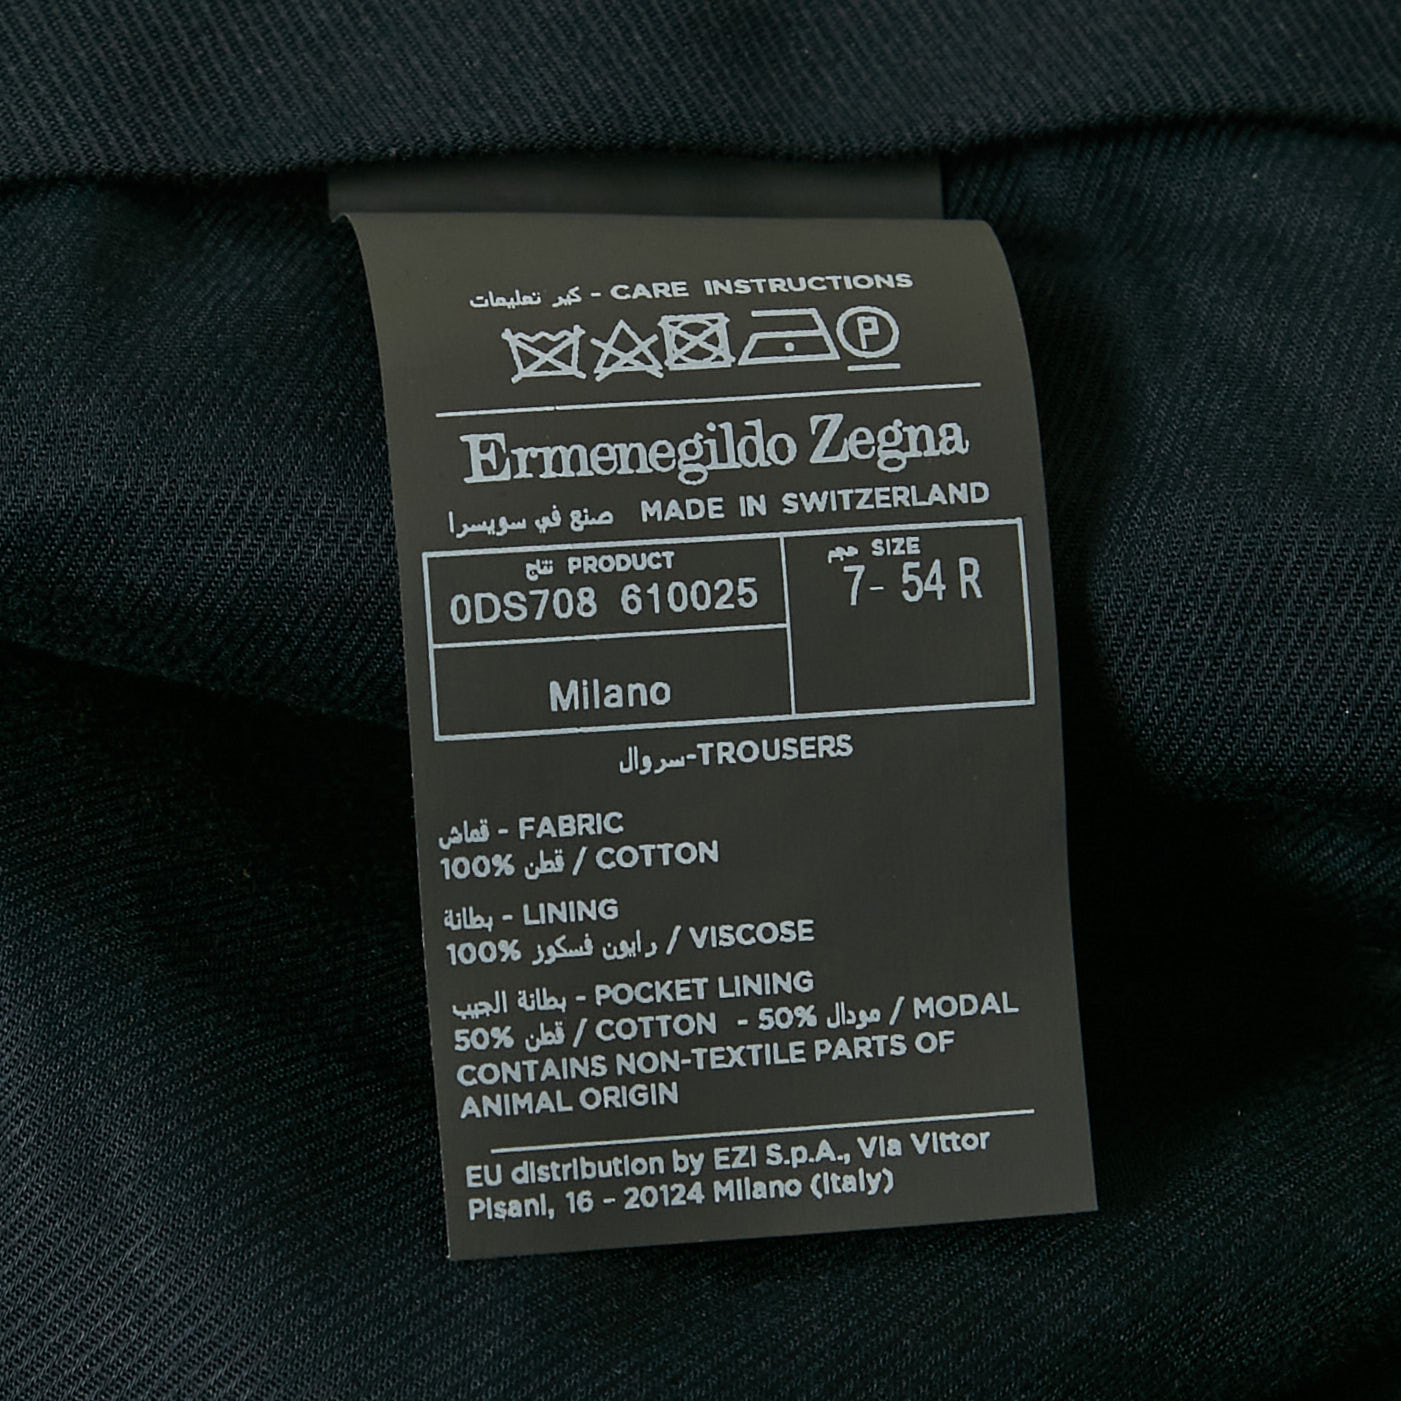 كير تعليمات - CARE INSTRUCTIONS
P
Ermenegildo Zegna
صنع في سويسرا MADE IN SWITZERLAND
نتاج PRODUCT
0DS708 610025
حجم SIZE
7- 54 R
Milano
سروال-TROUSERS
قماش - FABRIC
100% قطن / COTTON
بطانة - LINING
100% رايون فسكوز / VISCOSE
بطانة الجيب - POCKET LINING
50% قطن / COTTON - 50% مودال / MODAL
CONTAINS NON-TEXTILE PARTS OF
ANIMAL ORIGIN
EU distribution by EZI S.p.A., Via Vittor
Pisani, 16 - 20124 Milano (Italy)